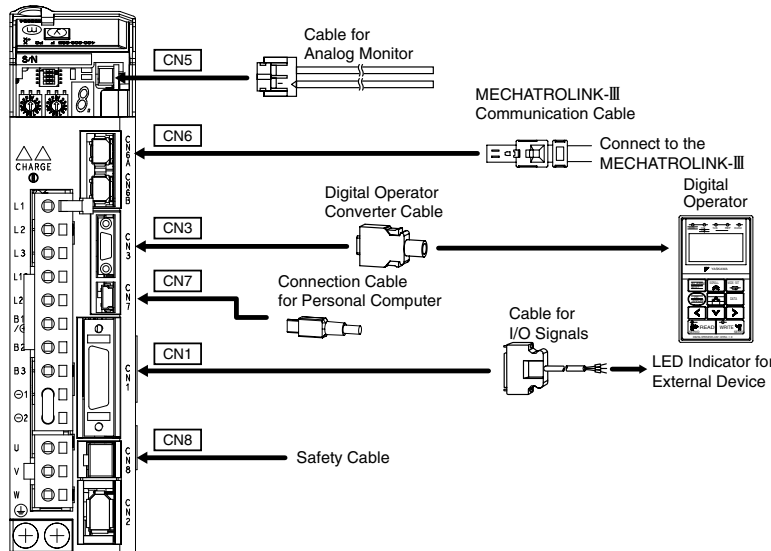 Cable for
Analog Monitor
CN5
S/N
MECHATROLINK-Ⅲ
Communication Cable
CN6
Connect to the
MECHATROLINK-Ⅲ
CN6A
CN6B
CHARGE
Digital
Operator
Digital Operator
Converter Cable
CN3
CN3
L1
L2
L3
CN7
CN7
Connection Cable
for Personal Computer
L1
L2
B1
B2
B3
⊖1
⊖2
READ
WRITE
Cable for
I/O Signals
CN1
CN1
LED Indicator for
External Device
CN8
CN8
Safety Cable
U
V
W
CN2